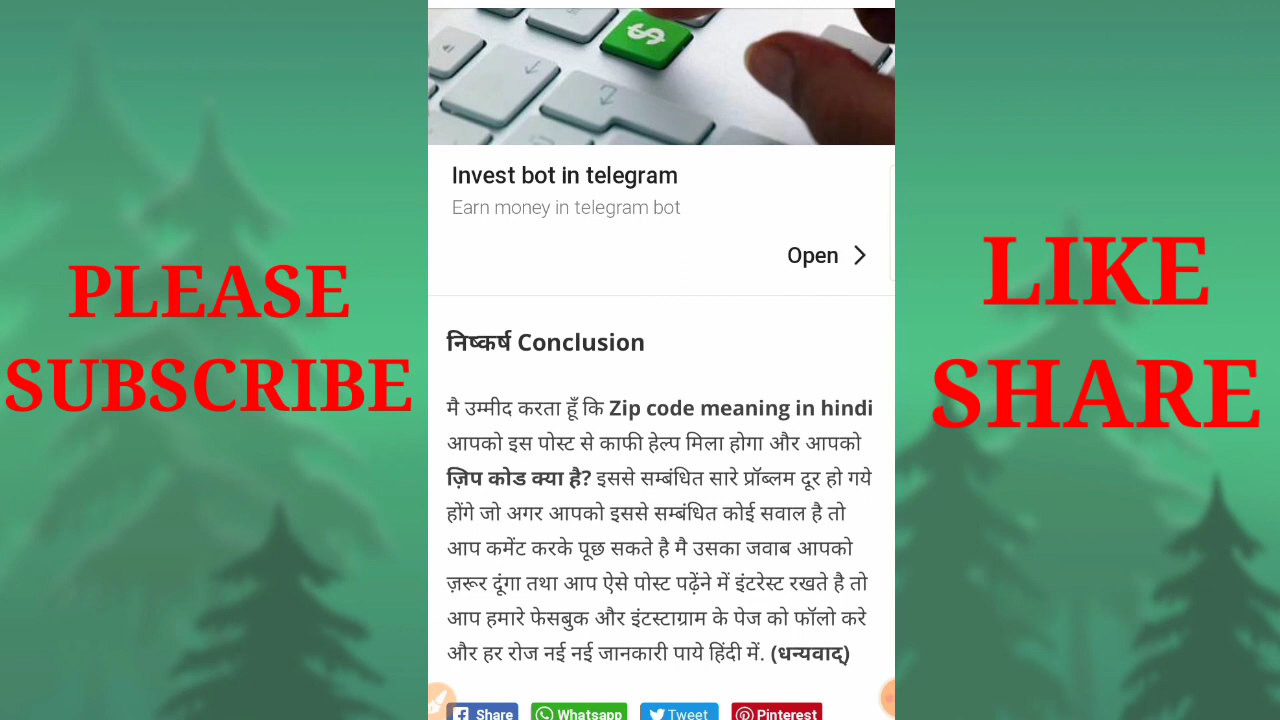 PLEASE
SUBSCRIBE
LIKE
SHARE
Invest bot in telegram
Earn money in telegram bot
Open
निष्कर्ष Conclusion
मै उम्मीद करता हूँ कि Zip code meaning in hindi
आपको इस पोस्ट से काफी हेल्प मिला होगा और आपको
ज़िप कोड क्या है? इससे सम्बंधित सारे प्रॉब्लम दूर हो गये
होंगे जो अगर आपको इससे सम्बंधित कोई सवाल है तो
आप कमेंट करके पूछ सकते है मै उसका जवाब आपको
ज़रूर दूंगा तथा आप ऐसे पोस्ट पढ़ेंने में इंटरेस्ट रखते है तो
आप हमारे फेसबुक और इंटस्टाग्राम के पेज को फॉलो करे
और हर रोज नई नई जानकारी पाये हिंदी में. (धन्यवाद्)
Share Whatsapp Tweet Pinterest